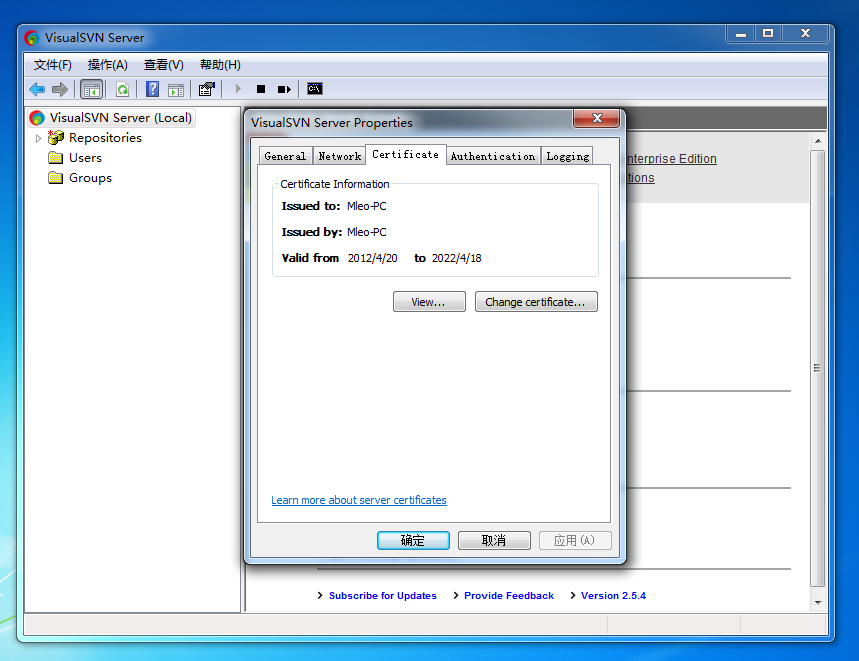 VisualSVN Server
文件(F) 操作(A) 查看(V) 帮助(H)
VisualSVN Server (Local)
Repositories
Users
Groups
VisualSVN Server Properties
General Network Certificate Authentication Logging
Certificate Information
Issued to: Mleo-PC
Issued by: Mleo-PC
Valid from 2012/4/20 to 2022/4/18
View... Change certificate...
Learn more about server certificates
确定 取消 应用(A)
Edition
Subscribe for Updates Provide Feedback Version 2.5.4